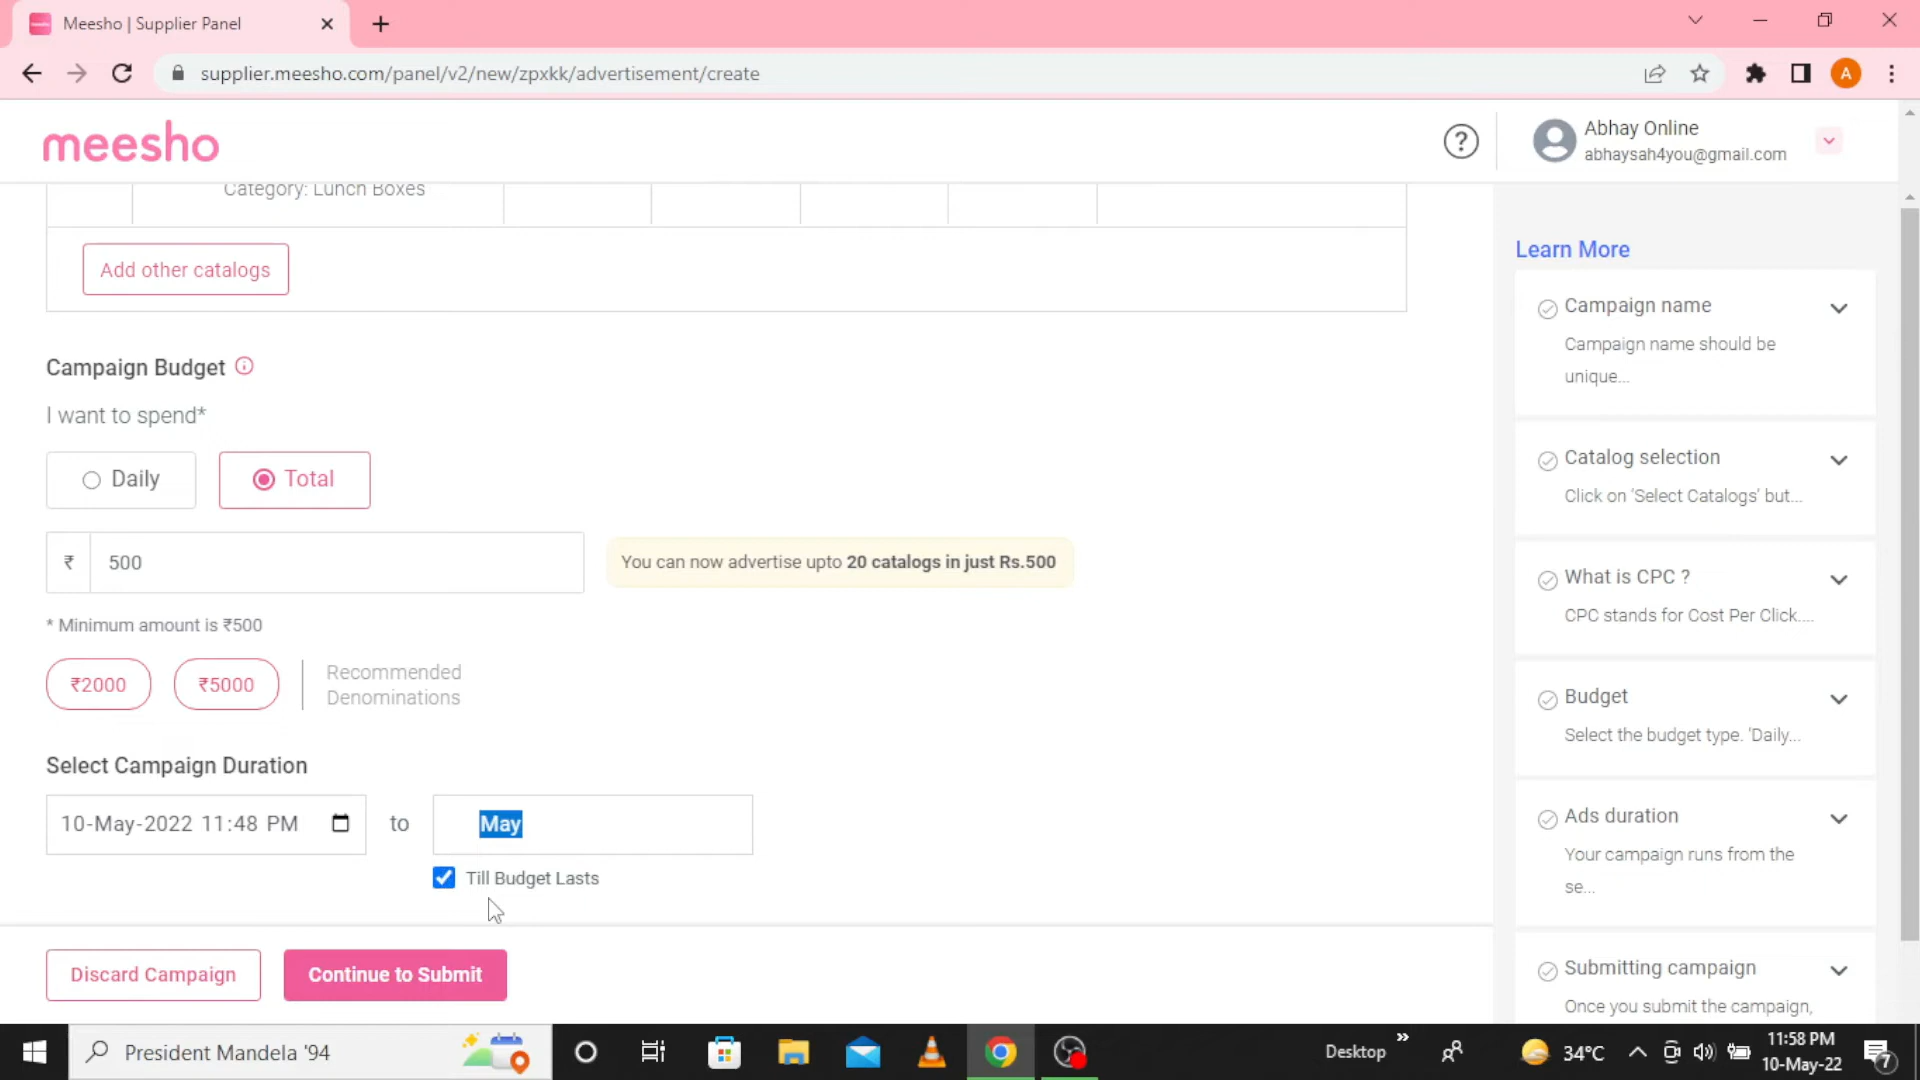 Meesho | Supplier Panel
supplier.meesho.com/panel/v2/new/zpxkk/advertisement/create
A
meesho
?
Abhay Online
abhaysah4you@gmail.com
Category: Lunch Boxes
Add other catalogs
Campaign Budget
I want to spend*
Daily
Total
₹ 500
You can now advertise upto 20 catalogs in just Rs.500
* Minimum amount is ₹500
₹2000
₹5000
Recommended
Denominations
Select Campaign Duration
10-May-2022 11:48 PM
to
May
Till Budget Lasts
Discard Campaign
Continue to Submit
Learn More
Campaign name
Campaign name should be
unique...
Catalog selection
Click on 'Select Catalogs' but...
What is CPC ?
CPC stands for Cost Per Click....
Budget
Select the budget type. 'Daily...
Ads duration
Your campaign runs from the
se...
Submitting campaign
Once you submit the campaign,
President Mandela '94
Desktop
34°C
11:58 PM
10-May-22
7